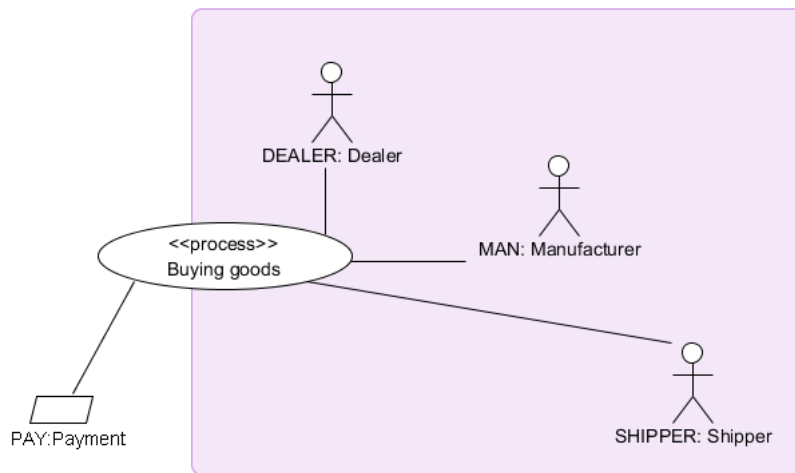 DEALER: Dealer
<<process>>
Buying goods
MAN: Manufacturer
PAY:Payment
SHIPPER: Shipper